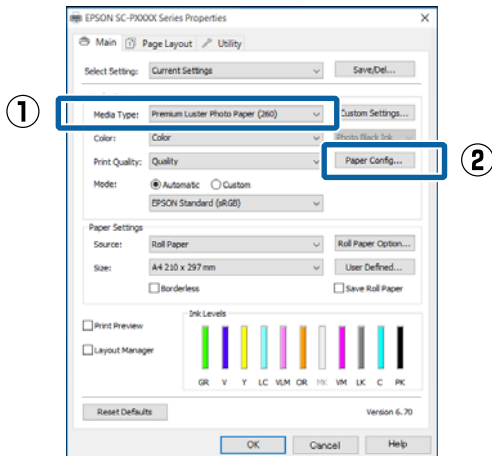 EPSON SC-PXXXX Series Properties
Main Page Layout Utility
Select Setting: Current Settings Save/Del...
① Media Type: Premium Luster Photo Paper (260) Custom Settings...
Color: Color Photo Black Ink
Print Quality: Quality Paper Config... ②
Mode: Automatic Custom
EPSON Standard (sRGB)
Paper Settings
Source: Roll Paper Roll Paper Option...
Size: A4 210 x 297 mm User Defined...
Borderless Save Roll Paper
Ink Levels
Print Preview
Layout Manager
GR V Y LC VLM OR MK VM LK C PK
Reset Defaults Version 6.70
OK Cancel Help